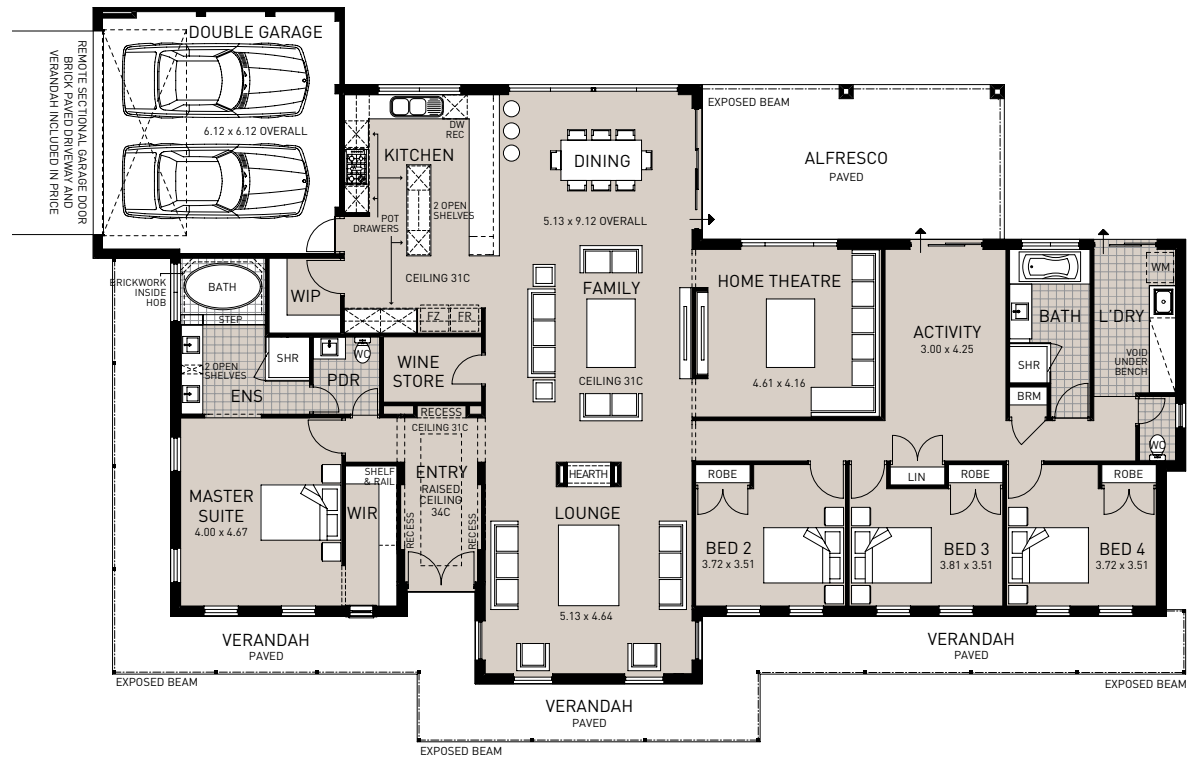 DOUBLE GARAGE
REMOTE SECTIONAL GARAGE DOOR
BRICK PAVED DRIVEWAY AND
VERANDAH INCLUDED IN PRICE
6.12 x 6.12 OVERALL
KITCHEN
DW
REC
2 OPEN
SHELVES
POT
DRAWERS
CEILING 31C
FZ
FR
DINING
5.13 x 9.12 OVERALL
EXPOSED BEAM
ALFRESCO
PAVED
BRICKWORK
INSIDE
HOB
BATH
STEP
WIP
FAMILY
CEILING 31C
HOME THEATRE
4.61 x 4.16
ACTIVITY
3.00 x 4.25
BATH
SHR
BRM
L'DRY
WM
VOID
UNDER
BENCH
WC
2 OPEN
SHELVES
ENS
SHR
PDR
WC
WINE
STORE
RECESS
CEILING 31C
ENTRY
RAISED
CEILING
34C
RECESS
RECESS
MASTER
SUITE
4.00 x 4.67
SHELF
& RAIL
WIR
HEARTH
LOUNGE
5.13 x 4.64
ROBE
BED 2
3.72 x 3.51
LIN
ROBE
BED 3
3.81 x 3.51
ROBE
BED 4
3.72 x 3.51
VERANDAH
PAVED
EXPOSED BEAM
VERANDAH
PAVED
EXPOSED BEAM
VERANDAH
PAVED
EXPOSED BEAM